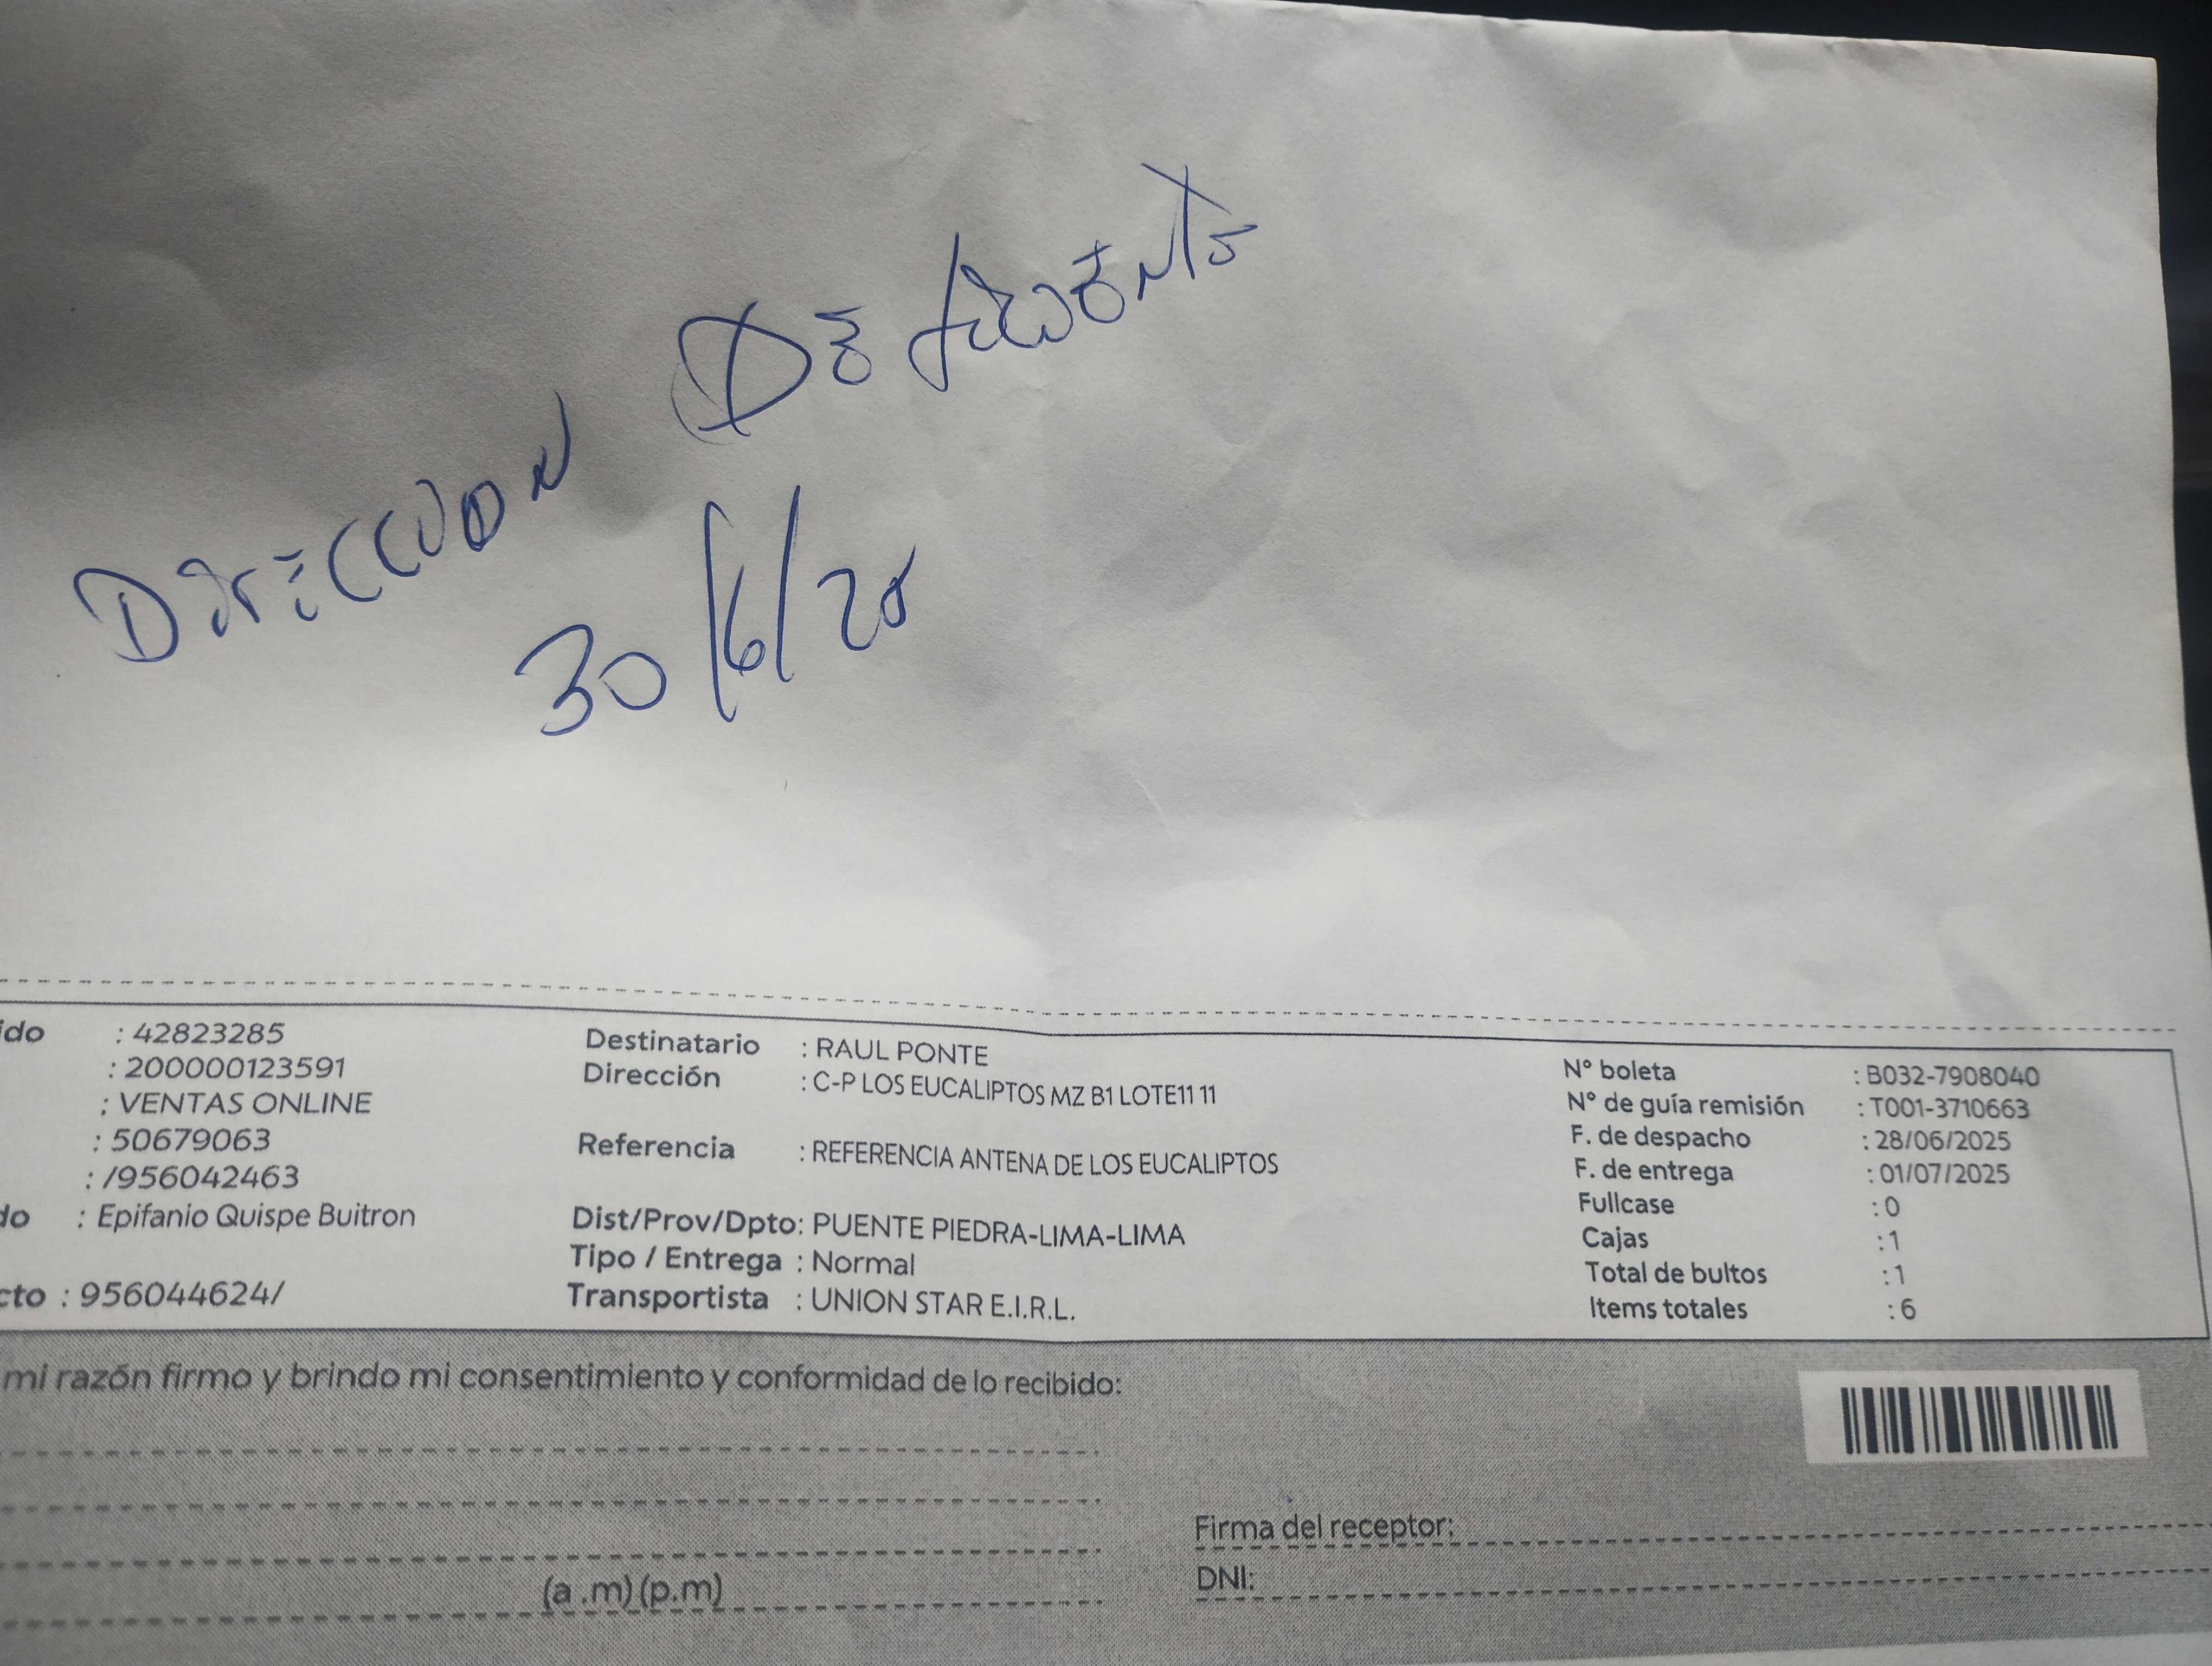 Dirección Deficiente
30/6/25
ido : 42823285
: 200000123591
: VENTAS ONLINE
: 50679063
: /956042463
do : Epifanio Quispe Buitron
cto : 956044624/
Destinatario : RAUL PONTE
Dirección : C-P LOS EUCALIPTOS MZ B1 LOTE11 11
Referencia : REFERENCIA ANTENA DE LOS EUCALIPTOS
Dist/Prov/Dpto: PUENTE PIEDRA-LIMA-LIMA
Tipo / Entrega : Normal
Transportista : UNION STAR E.I.R.L.
N° boleta : B032-7908040
N° de guía remisión : T001-3710663
F. de despacho : 28/06/2025
F. de entrega : 01/07/2025
Fullcase : 0
Cajas : 1
Total de bultos : 1
Items totales : 6
mi razón firmo y brindo mi consentimiento y conformidad de lo recibido:
(a .m) (p.m)
Firma del receptor:
DNI: